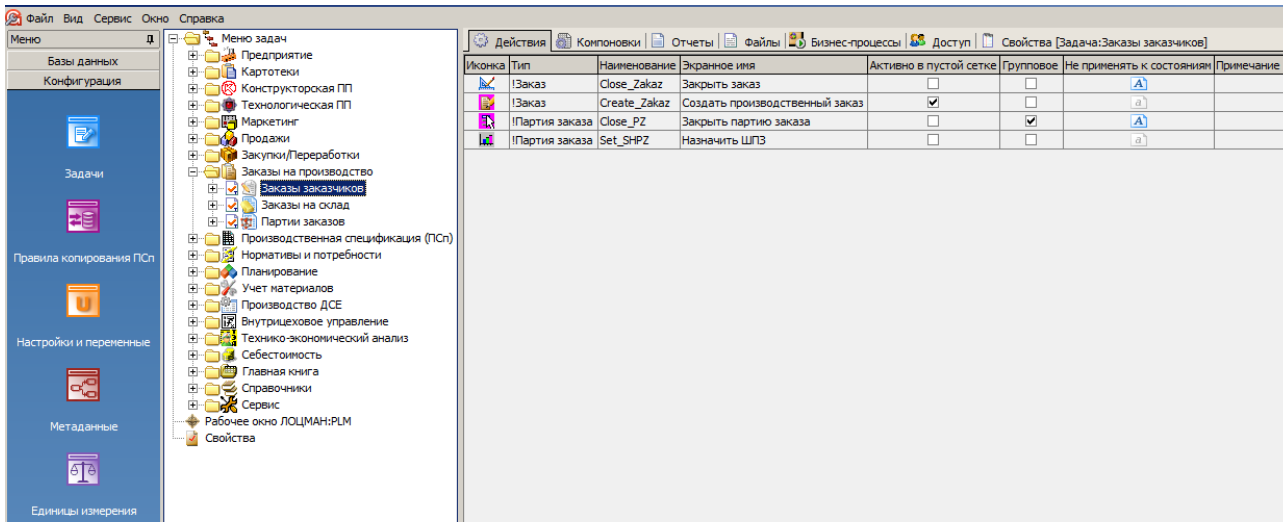 Файл Вид Сервис Окно Справка
Меню
Базы данных
Конфигурация
Задачи
Правила копирования ПСп
Настройки и переменные
Метаданные
Единицы измерения
Меню задач
Предприятие
Картотеки
Конструкторская ПП
Технологическая ПП
Маркетинг
Продажи
Закупки/Переработки
Заказы на производство
Заказы заказчиков
Заказы на склад
Партии заказов
Производственная спецификация (ПСп)
Нормативы и потребности
Планирование
Учет материалов
Производство ДСЕ
Внутрицеховое управление
Технико-экономический анализ
Себестоимость
Главная книга
Справочники
Сервис
Рабочее окно ЛОЦМАН:PLM
Свойства
Действия Компоновки Отчеты Файлы Бизнес-процессы Доступ Свойства [Задача:Заказы заказчиков]
Иконка Тип Наименование Экранное имя Активно в пустой сетке Групповое Не применять к состояниям Примечание
!Заказ Close_Zakaz Закрыть заказ
!Заказ Create_Zakaz Создать производственный заказ
!Партия заказа Close_PZ Закрыть партию заказа
!Партия заказа Set_SHPZ Назначить ШПЗ